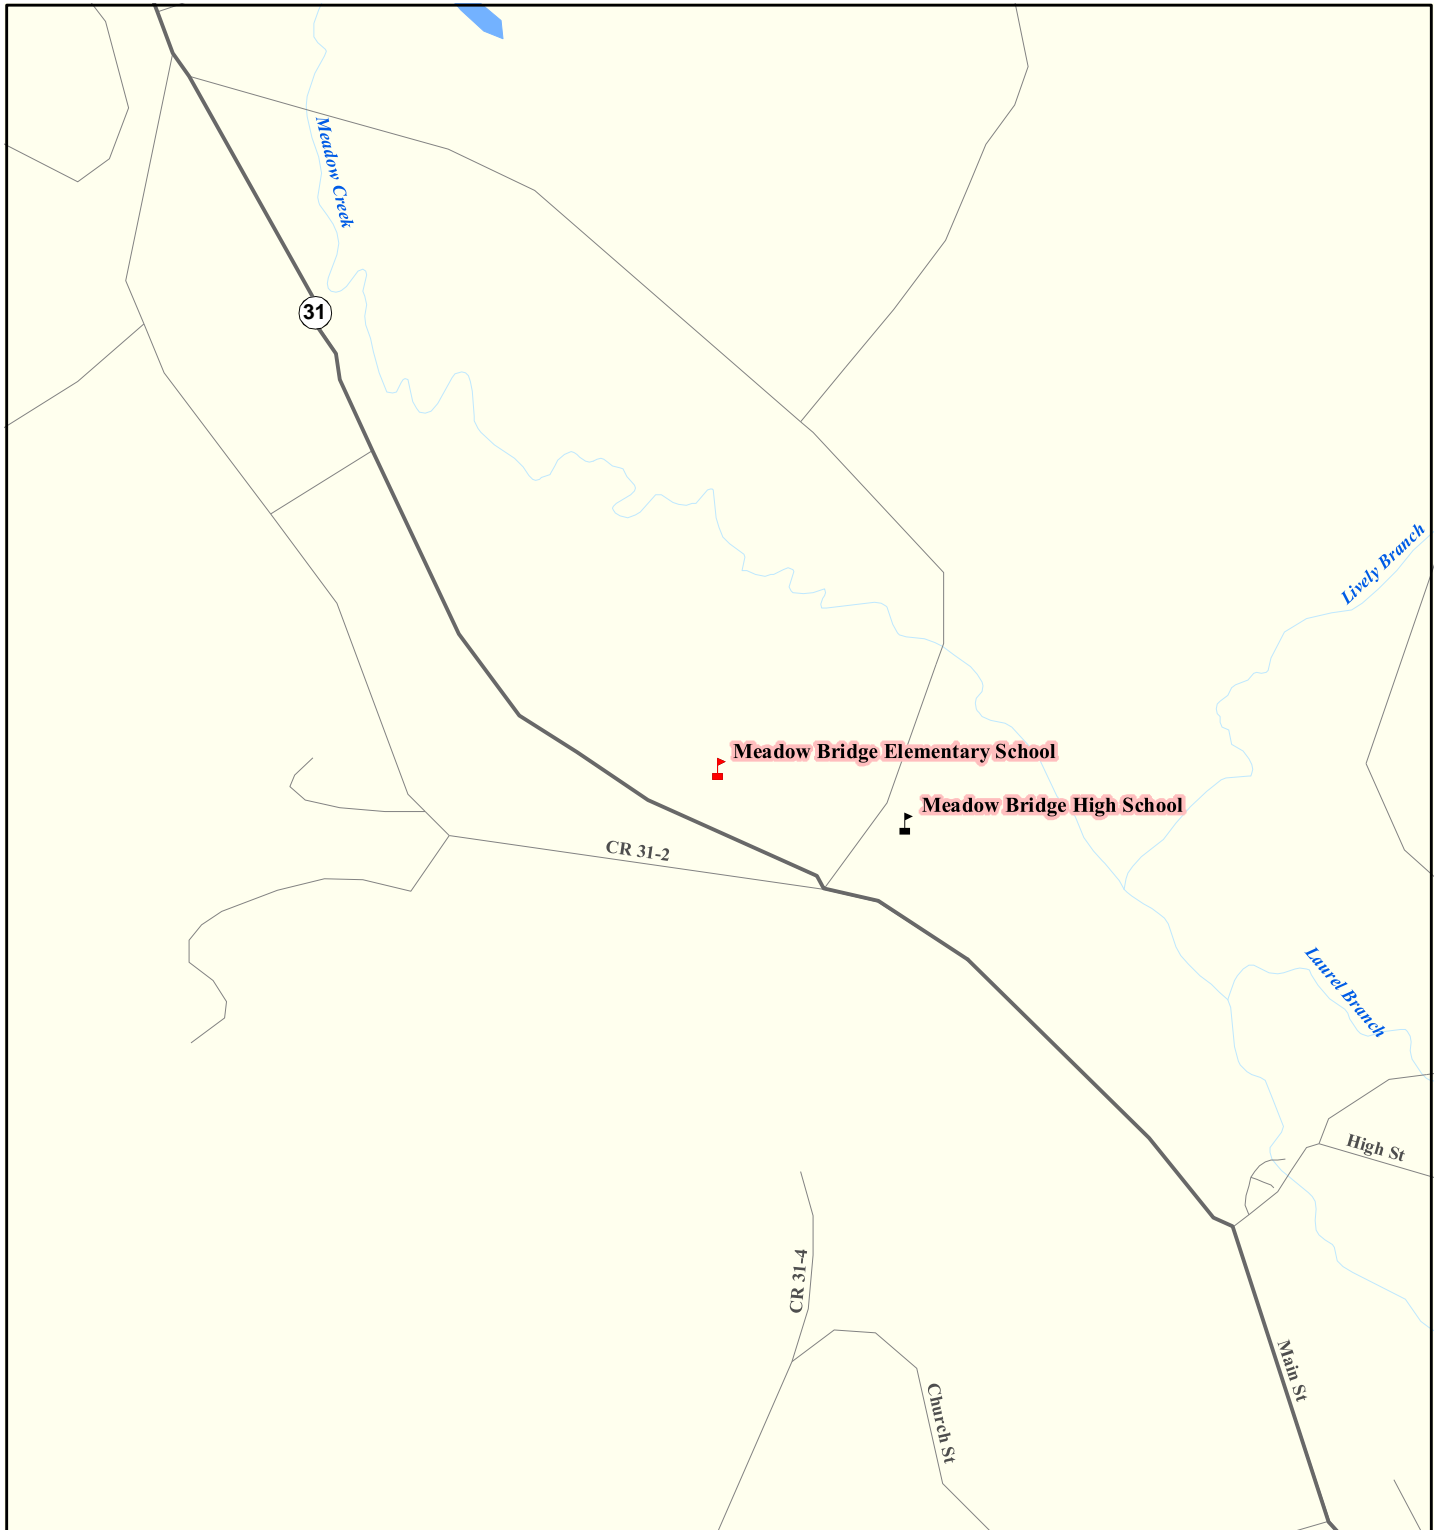 Meadow Creek
31
Lively Branch
Meadow Bridge Elementary School
Meadow Bridge High School
CR 31-2
Laurel Branch
High St
CR 31-4
Main St
Church St